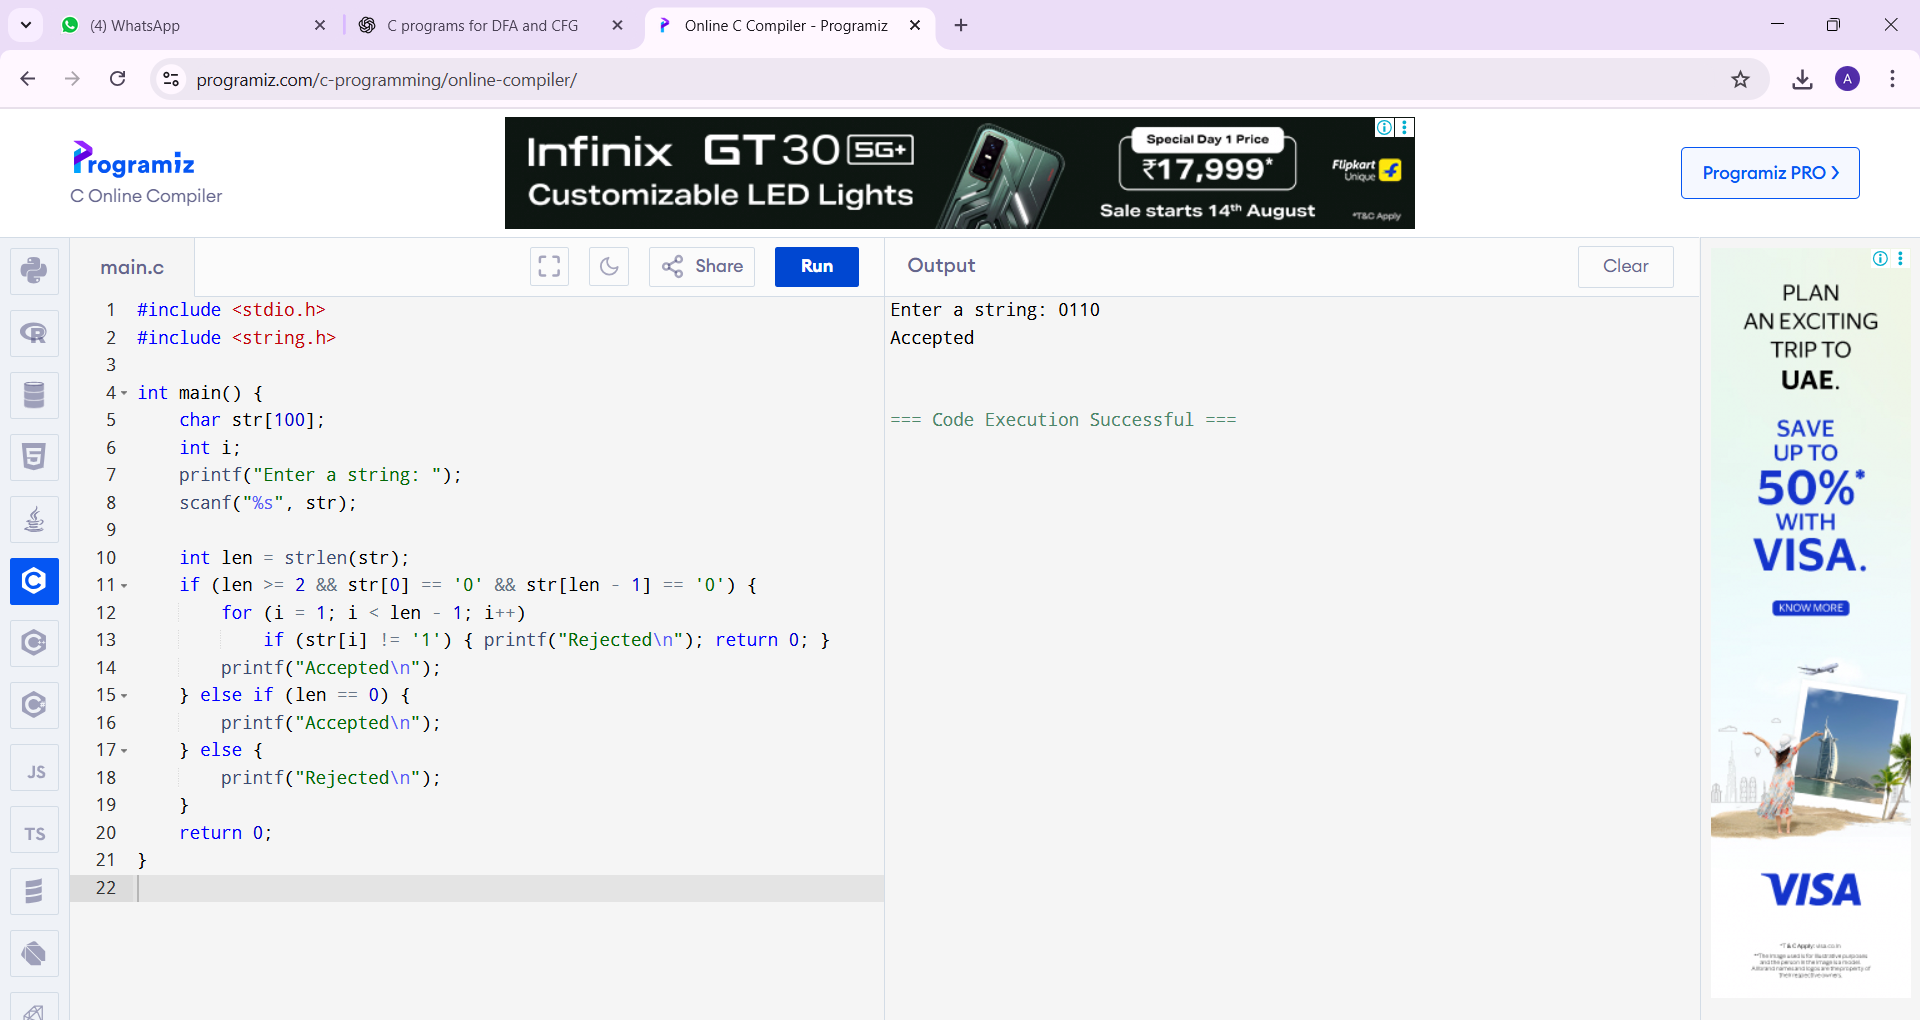 (4) WhatsApp
C programs for DFA and CFG
Online C Compiler - Programiz
programiz.com/c-programming/online-compiler/
A
Programiz
C Online Compiler
Infinix GT 30 5G+
Customizable LED Lights
Special Day 1 Price
₹17,999*
Sale starts 14th August
Flipkart
Unique
*T&C Apply
Programiz PRO
main.c
Share
Run
Output
Clear
1 #include <stdio.h>
2 #include <string.h>
3
4 int main() {
5     char str[100];
6     int i;
7     printf("Enter a string: ");
8     scanf("%s", str);
9
10     int len = strlen(str);
11     if (len >= 2 && str[0] == '0' && str[len - 1] == '0') {
12         for (i = 1; i < len - 1; i++)
13             if (str[i] != '1') { printf("Rejected\n"); return 0; }
14         printf("Accepted\n");
15     } else if (len == 0) {
16         printf("Accepted\n");
17     } else {
18         printf("Rejected\n");
19     }
20     return 0;
21 }
22
Enter a string: 0110
Accepted
=== Code Execution Successful ===
R
5
C
JS
TS
PLAN
AN EXCITING
TRIP TO
UAE.
SAVE
UP TO
50%*
WITH
VISA.
KNOW MORE
VISA